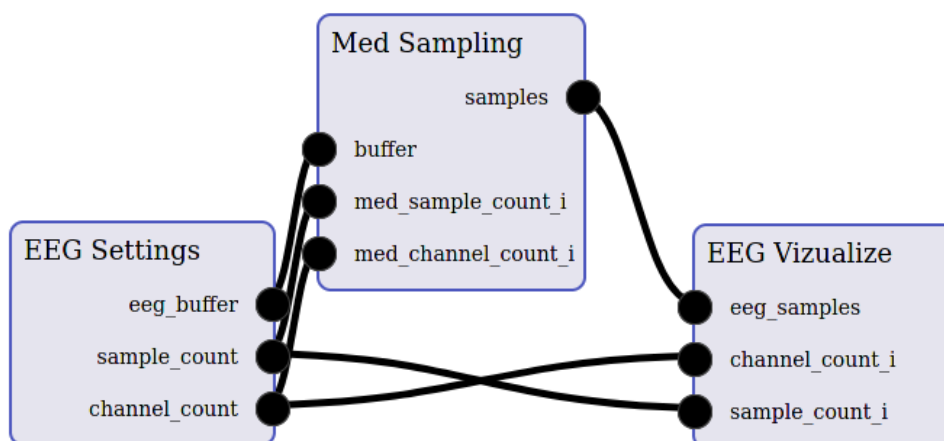 Med Sampling
samples
buffer
med_sample_count_i
med_channel_count_i
EEG Settings
eeg_buffer
sample_count
channel_count
EEG Vizualize
eeg_samples
channel_count_i
sample_count_i